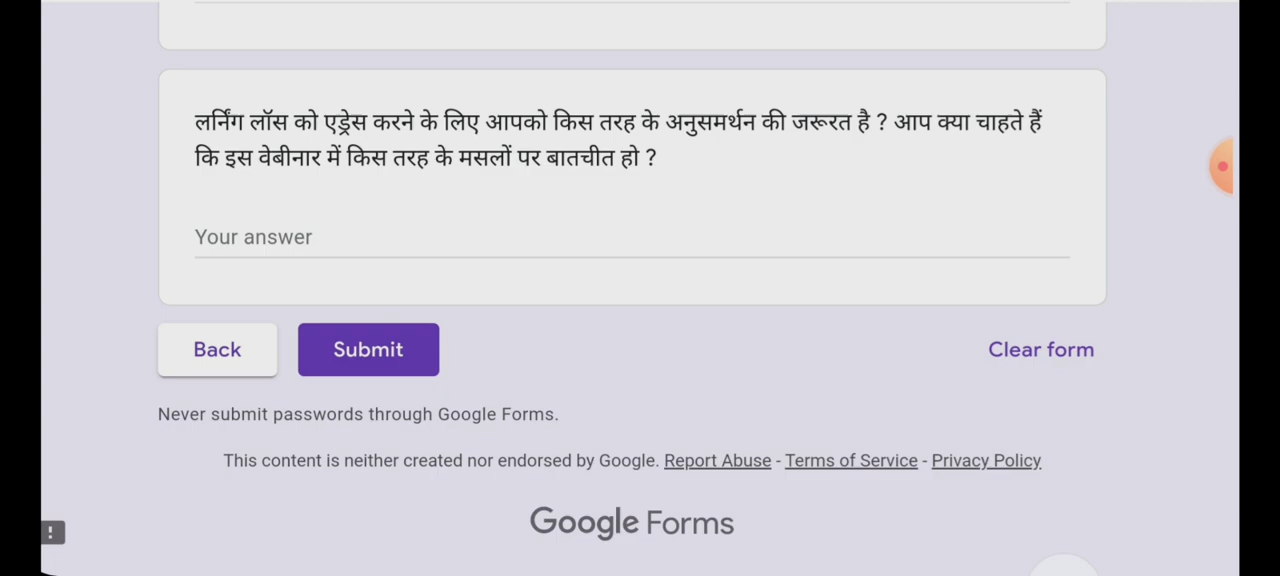 लर्निंग लॉस को एड्रेस करने के लिए आपको किस तरह के अनुसमर्थन की जरूरत है ? आप क्या चाहते हैं
कि इस वेबीनार में किस तरह के मसलों पर बातचीत हो ?
Your answer
Back Submit Clear form
Never submit passwords through Google Forms.
This content is neither created nor endorsed by Google. Report Abuse - Terms of Service - Privacy Policy
Google Forms
!